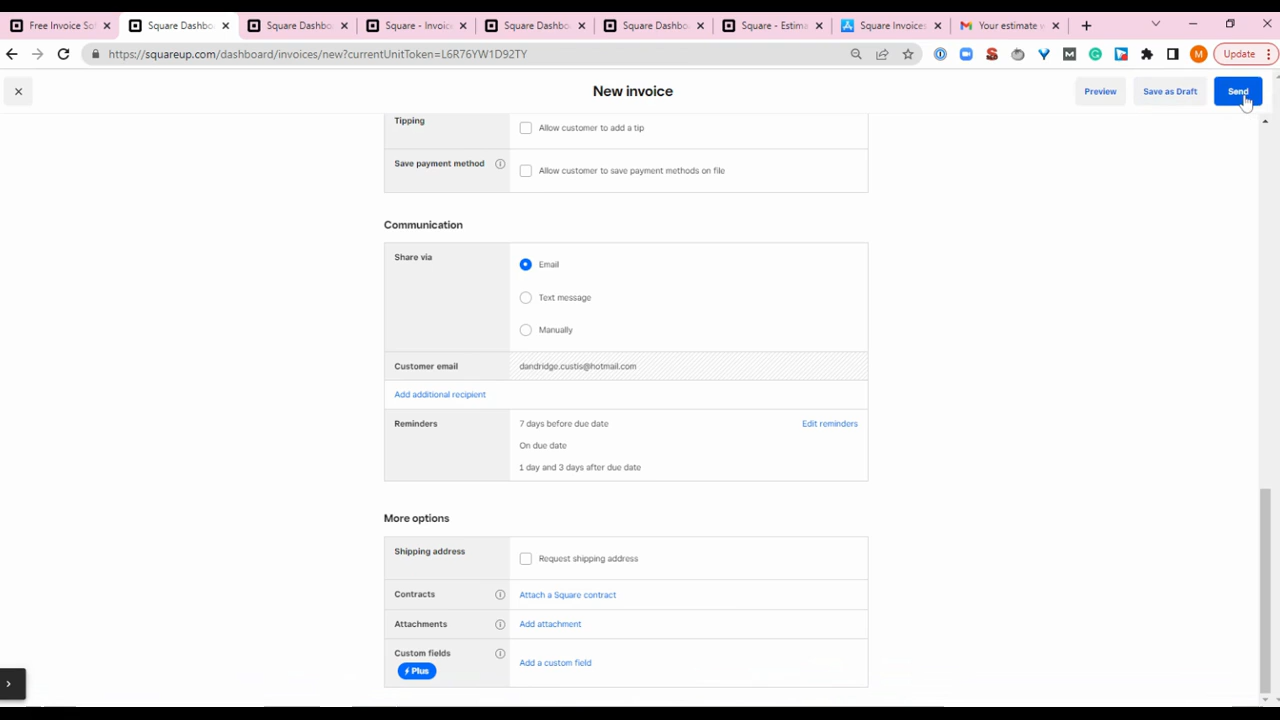 Free Invoice Sof
Square Dashbo
Square Dashbo
Square - Invoic
Square Dashbo
Square Dashbo
Square - Estima
Square Invoices
Your estimate w
https://squareup.com/dashboard/invoices/new?currentUnitToken=L6R76YW1D92TY
M
Update
New invoice
Preview
Save as Draft
Send
Tipping
Allow customer to add a tip
Save payment method
Allow customer to save payment methods on file
Communication
Share via
Email
Text message
Manually
Customer email
dandridge.custis@hotmail.com
Add additional recipient
Reminders
7 days before due date
Edit reminders
On due date
1 day and 3 days after due date
More options
Shipping address
Request shipping address
Contracts
Attach a Square contract
Attachments
Add attachment
Custom fields
Plus
Add a custom field